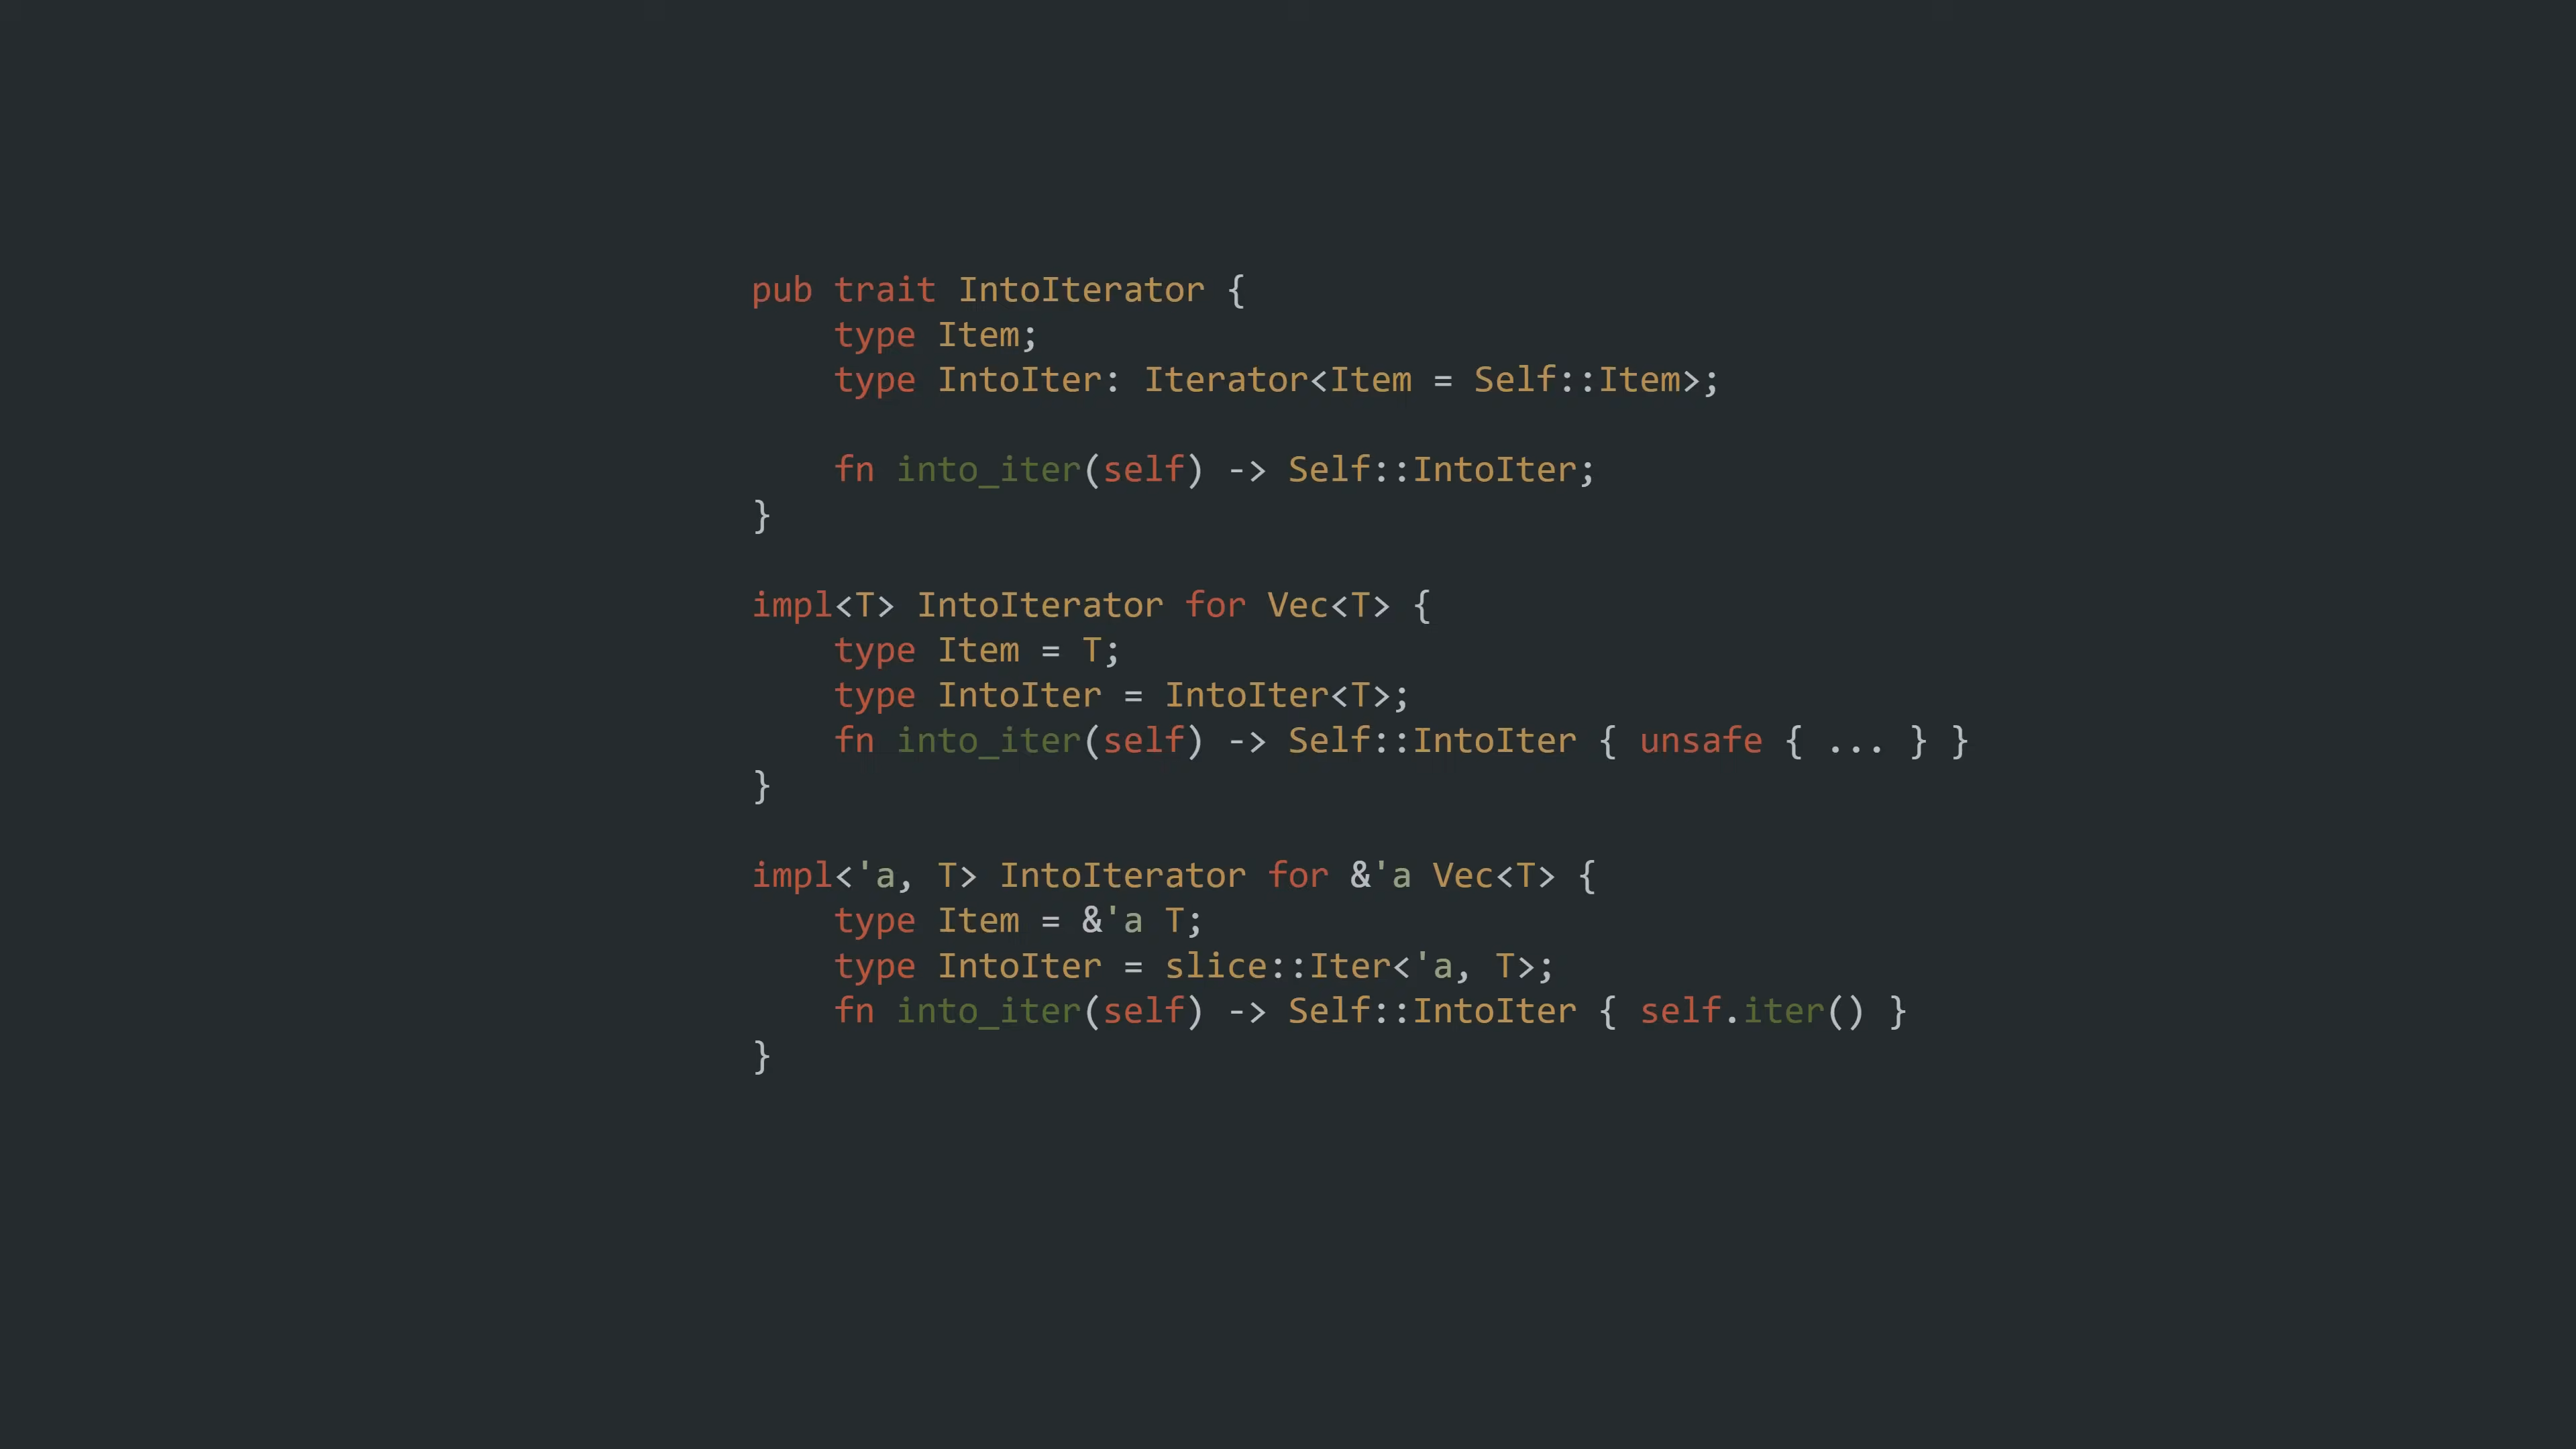 pub trait IntoIterator {
    type Item;
    type IntoIter: Iterator<Item = Self::Item>;

    fn into_iter(self) -> Self::IntoIter;
}

impl<T> IntoIterator for Vec<T> {
    type Item = T;
    type IntoIter = IntoIter<T>;
    fn into_iter(self) -> Self::IntoIter { unsafe { ... } }
}

impl<'a, T> IntoIterator for &'a Vec<T> {
    type Item = &'a T;
    type IntoIter = slice::Iter<'a, T>;
    fn into_iter(self) -> Self::IntoIter { self.iter() }
}